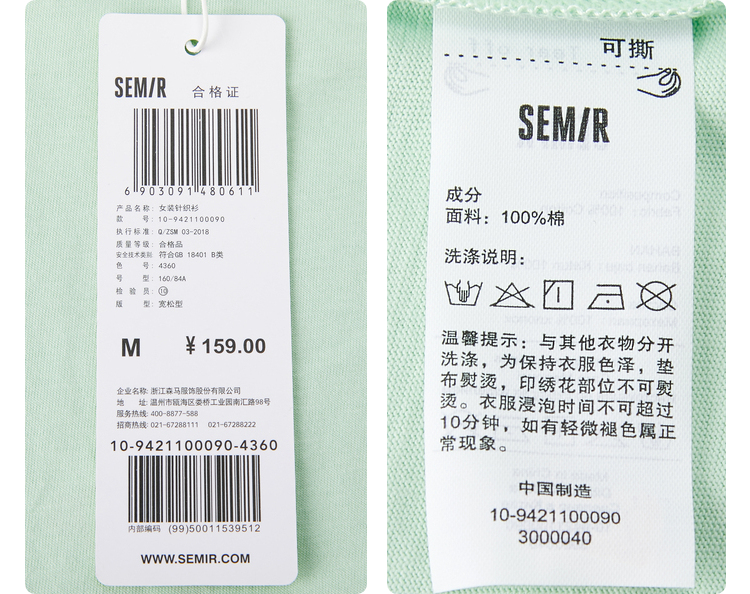 SEMIR
合格证
6 903091 480611
产品名称: 女装针织衫
款 号: 10-9421100090
执行标准: Q/ZSM 03-2018
质量等级: 合格品
安全技术类别: 符合GB 18401 B类
色 号: 4360
号 型: 160/84A
检 验 员: 10
版 型: 宽松型
M ¥159.00
企业名称: 浙江森马服饰股份有限公司
地 址: 温州市瓯海区娄桥工业园南汇路98号
服务热线: 400-8877-588
招商热线: 021-67288111 021-67288222
10-9421100090-4360
内部编码 (99)50011539512
WWW.SEMIR.COM
可撕
SEMIR
成分
面料: 100%棉
洗涤说明:
温馨提示: 与其他衣物分开
洗涤, 为保持衣服色泽, 垫
布熨烫, 印绣花部位不可熨
烫。衣服浸泡时间不可超过
10分钟, 如有轻微褪色属正
常现象。
中国制造
10-9421100090
3000040